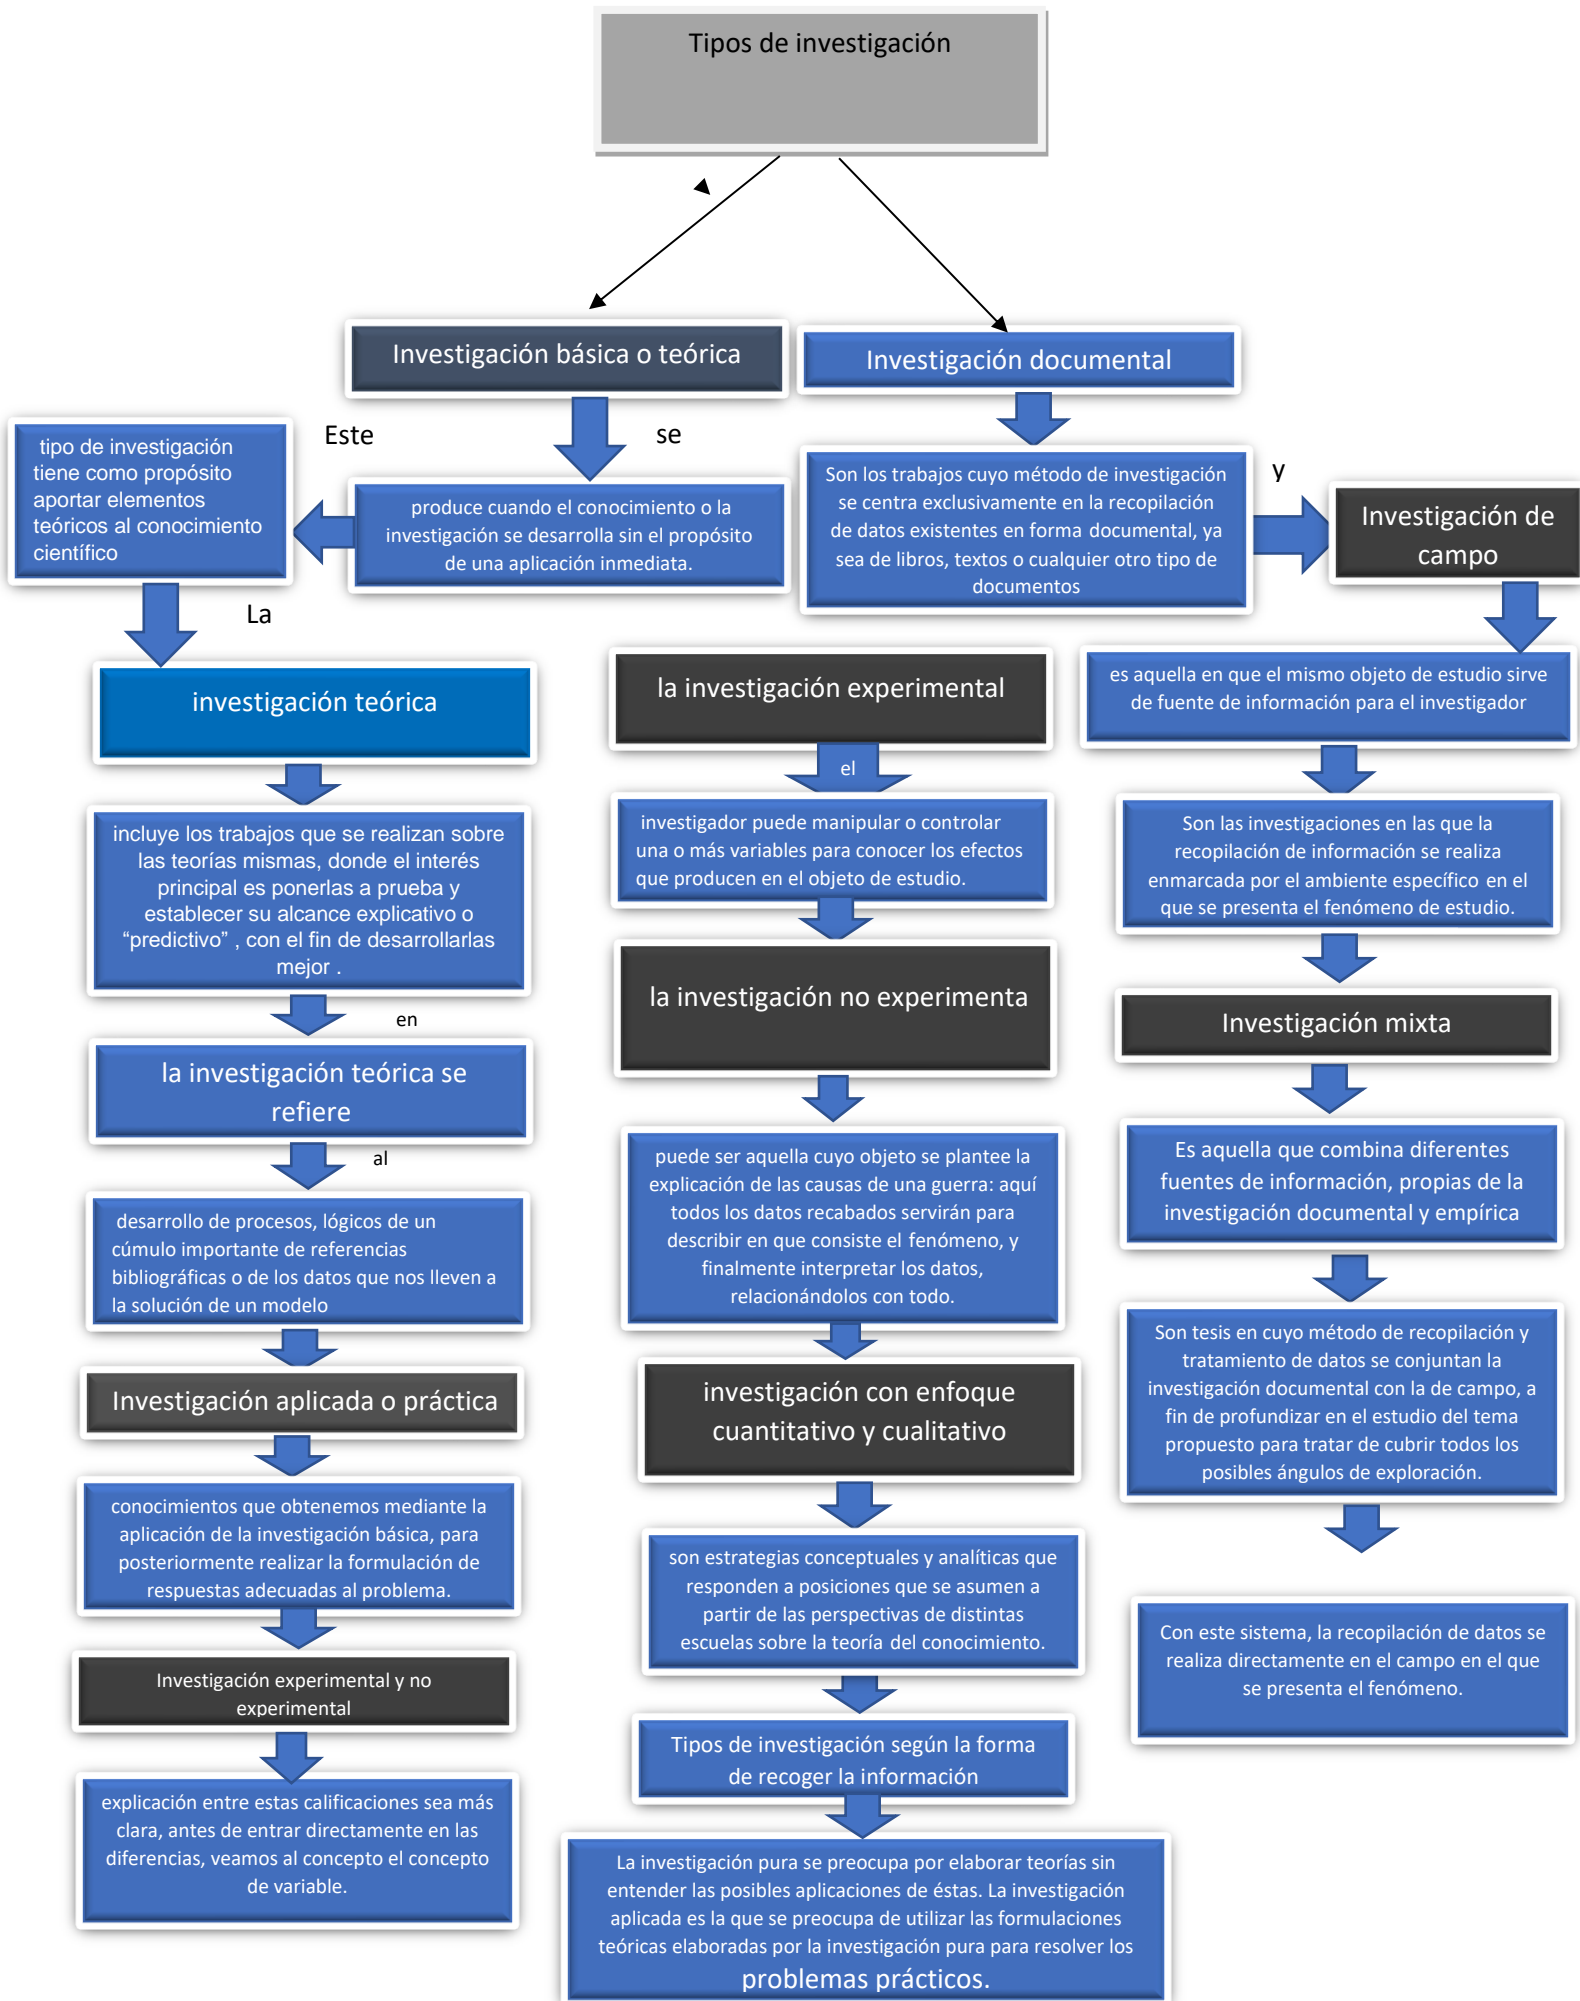 Tipos de investigación
Investigación básica o teórica
se
produce cuando el conocimiento o la
investigación se desarrolla sin el propósito
de una aplicación inmediata.
Este
tipo de investigación
tiene como propósito
aportar elementos
teóricos al conocimiento
científico
La
investigación teórica
incluye los trabajos que se realizan sobre
las teorías mismas, donde el interés
principal es ponerlas a prueba y
establecer su alcance explicativo o
“predictivo” , con el fin de desarrollarlas
mejor .
en
la investigación teórica se
refiere
al
desarrollo de procesos, lógicos de un
cúmulo importante de referencias
bibliográficas o de los datos que nos lleven a
la solución de un modelo
Investigación aplicada o práctica
conocimientos que obtenemos mediante la
aplicación de la investigación básica, para
posteriormente realizar la formulación de
respuestas adecuadas al problema.
Investigación experimental y no
experimental
explicación entre estas calificaciones sea más
clara, antes de entrar directamente en las
diferencias, veamos al concepto el concepto
de variable.
la investigación experimental
el
investigador puede manipular o controlar
una o más variables para conocer los efectos
que producen en el objeto de estudio.
la investigación no experimenta
puede ser aquella cuyo objeto se plantee la
explicación de las causas de una guerra: aquí
todos los datos recabados servirán para
describir en que consiste el fenómeno, y
finalmente interpretar los datos,
relacionándolos con todo.
investigación con enfoque
cuantitativo y cualitativo
son estrategias conceptuales y analíticas que
responden a posiciones que se asumen a
partir de las perspectivas de distintas
escuelas sobre la teoría del conocimiento.
Tipos de investigación según la forma
de recoger la información
La investigación pura se preocupa por elaborar teorías sin
entender las posibles aplicaciones de éstas. La investigación
aplicada es la que se preocupa de utilizar las formulaciones
teóricas elaboradas por la investigación pura para resolver los
problemas prácticos.
Investigación documental
Son los trabajos cuyo método de investigación
se centra exclusivamente en la recopilación
de datos existentes en forma documental, ya
sea de libros, textos o cualquier otro tipo de
documentos
y
Investigación de
campo
es aquella en que el mismo objeto de estudio sirve
de fuente de información para el investigador
Son las investigaciones en las que la
recopilación de información se realiza
enmarcada por el ambiente específico en el
que se presenta el fenómeno de estudio.
Investigación mixta
Es aquella que combina diferentes
fuentes de información, propias de la
investigación documental y empírica
Son tesis en cuyo método de recopilación y
tratamiento de datos se conjuntan la
investigación documental con la de campo, a
fin de profundizar en el estudio del tema
propuesto para tratar de cubrir todos los
posibles ángulos de exploración.
Con este sistema, la recopilación de datos se
realiza directamente en el campo en el que
se presenta el fenómeno.